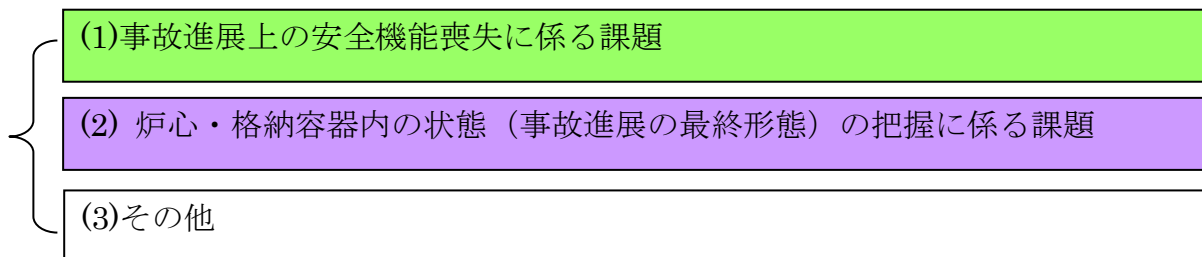 (1)事故進展上の安全機能喪失に係る課題
(2) 炉心・格納容器内の状態（事故進展の最終形態）の把握に係る課題
(3)その他